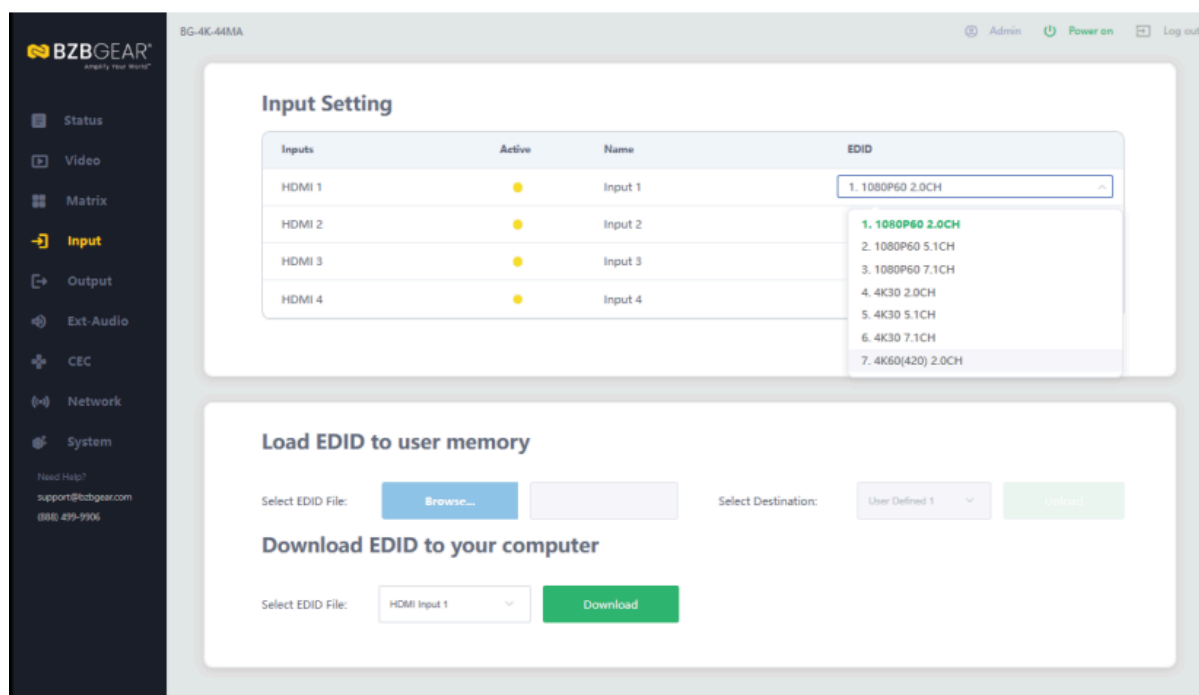 BG-4K-44MA
Admin
Power on
Log out
BZBGEAR®
Amplify Your World®
Status
Video
Matrix
Input
Output
Ext-Audio
CEC
Network
System
Need Help?
support@bzbgear.com
(888) 499-9906
Input Setting
Inputs Active Name EDID
HDMI 1 Input 1 1. 1080P60 2.0CH
HDMI 2 Input 2
HDMI 3 Input 3
HDMI 4 Input 4
1. 1080P60 2.0CH
2. 1080P60 5.1CH
3. 1080P60 7.1CH
4. 4K30 2.0CH
5. 4K30 5.1CH
6. 4K30 7.1CH
7. 4K60(420) 2.0CH
Load EDID to user memory
Select EDID File: Browse... Select Destination: User Defined 1 Upload
Download EDID to your computer
Select EDID File: HDMI Input 1 Download